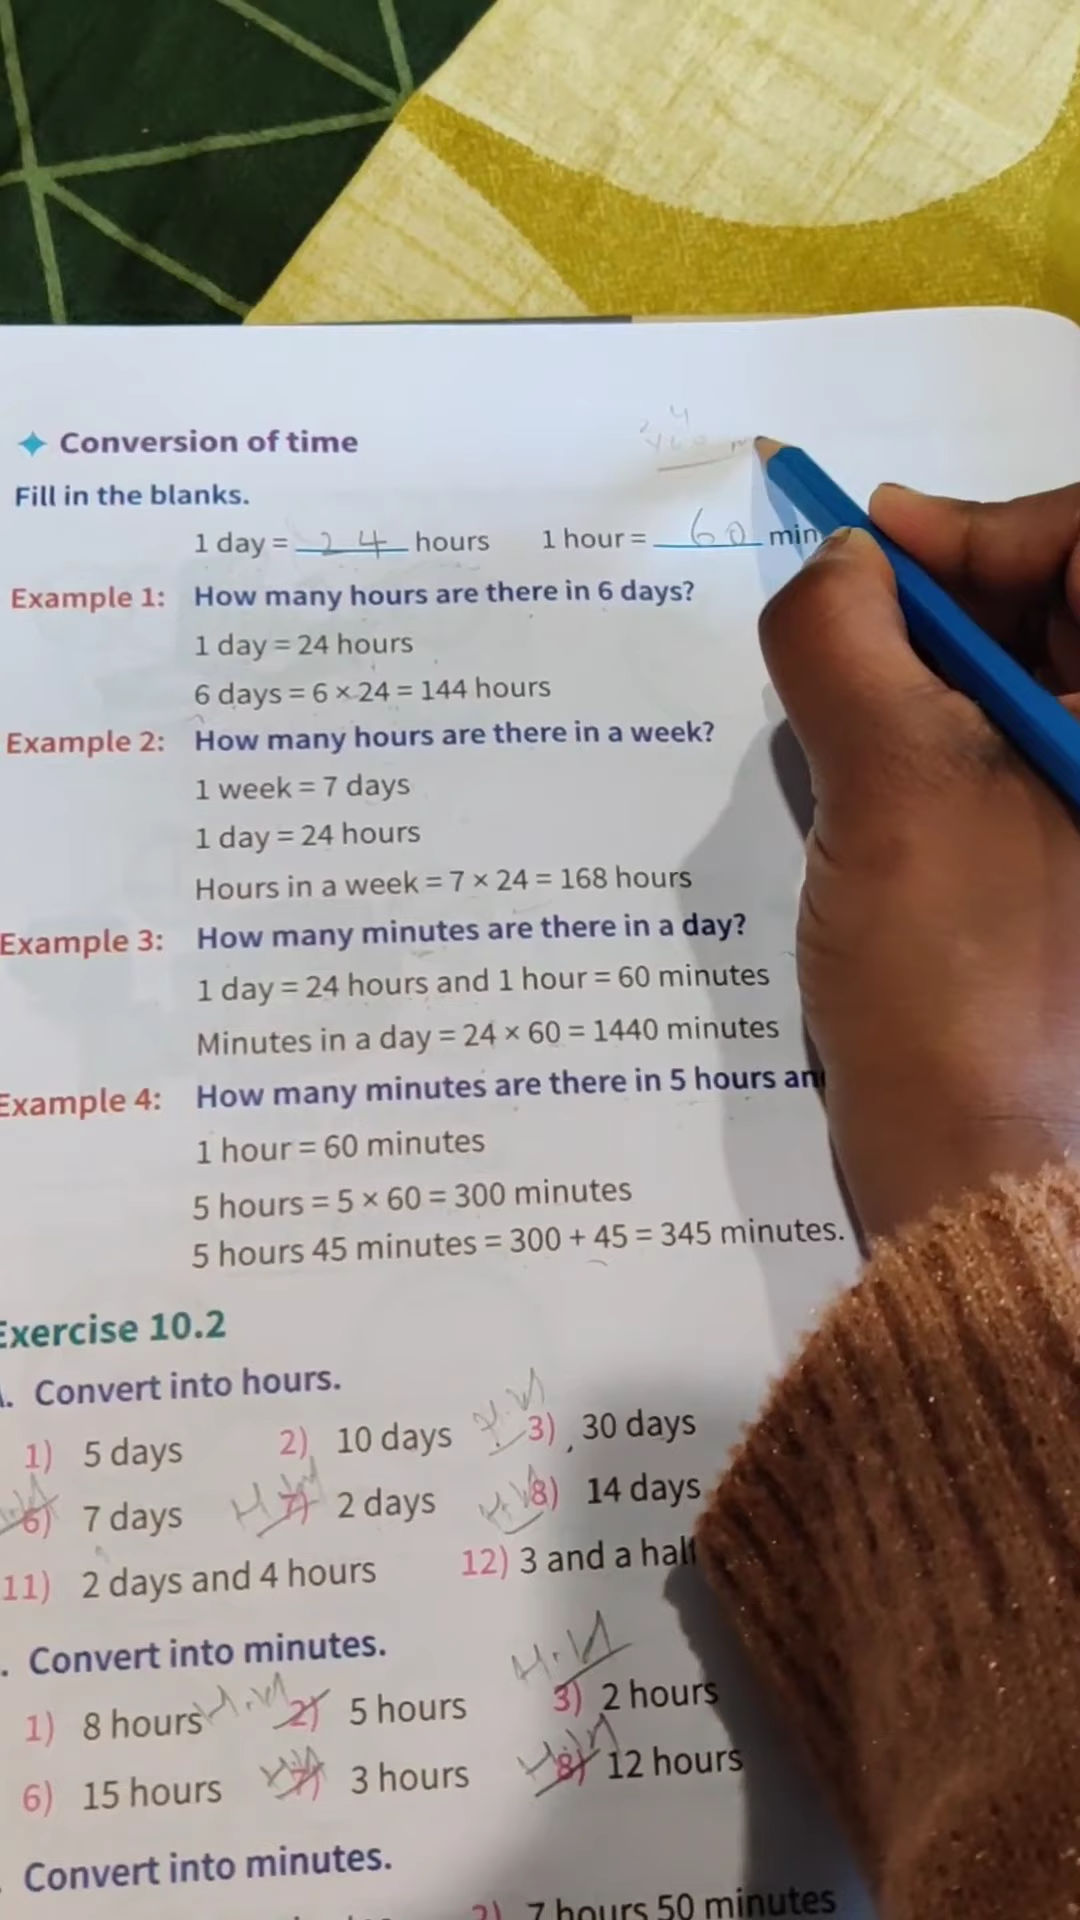 Conversion of time
Fill in the blanks.
1 day = 24 hours 1 hour = 60 min
Example 1: How many hours are there in 6 days?
1 day = 24 hours
6 days = 6 × 24 = 144 hours
Example 2: How many hours are there in a week?
1 week = 7 days
1 day = 24 hours
Hours in a week = 7 × 24 = 168 hours
Example 3: How many minutes are there in a day?
1 day = 24 hours and 1 hour = 60 minutes
Minutes in a day = 24 × 60 = 1440 minutes
Example 4: How many minutes are there in 5 hours an
1 hour = 60 minutes
5 hours = 5 × 60 = 300 minutes
5 hours 45 minutes = 300 + 45 = 345 minutes.
Exercise 10.2
. Convert into hours.
1) 5 days 2) 10 days H.W 3) 30 days
6) 7 days H.W 7) 2 days H.W 8) 14 days
11) 2 days and 4 hours 12) 3 and a half
. Convert into minutes.
H.W
1) 8 hours H.W 2) 5 hours 3) 2 hours
6) 15 hours 7) 3 hours 8) 12 hours
Convert into minutes.
2) 7 hours 50 minutes